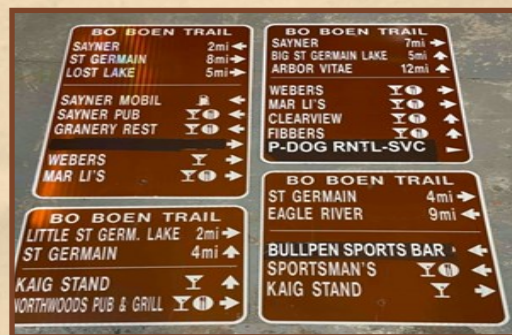 BO BOEN TRAIL
SAYNER 2mi ←
ST GERMAIN 8mi →
LOST LAKE 5mi →
SAYNER MOBIL ←
SAYNER PUB ←
GRANERY REST ←
→
WEBERS →
MAR LI'S →
BO BOEN TRAIL
SAYNER 7mi →
BIG ST GERMAIN LAKE 5mi ↑
ARBOR VITAE 12mi ↑
WEBERS →
MAR LI'S →
CLEARVIEW ↑
FIBBERS ↑
P-DOG RNTL-SVC ►
BO BOEN TRAIL
LITTLE ST GERM. LAKE 2mi →
ST GERMAIN 4mi ↑
KAIG STAND ↑
NORTHWOODS PUB & GRILL →
BO BOEN TRAIL
ST GERMAIN 4mi →
EAGLE RIVER 9mi ←
BULLPEN SPORTS BAR ←
SPORTSMAN'S ←
KAIG STAND →